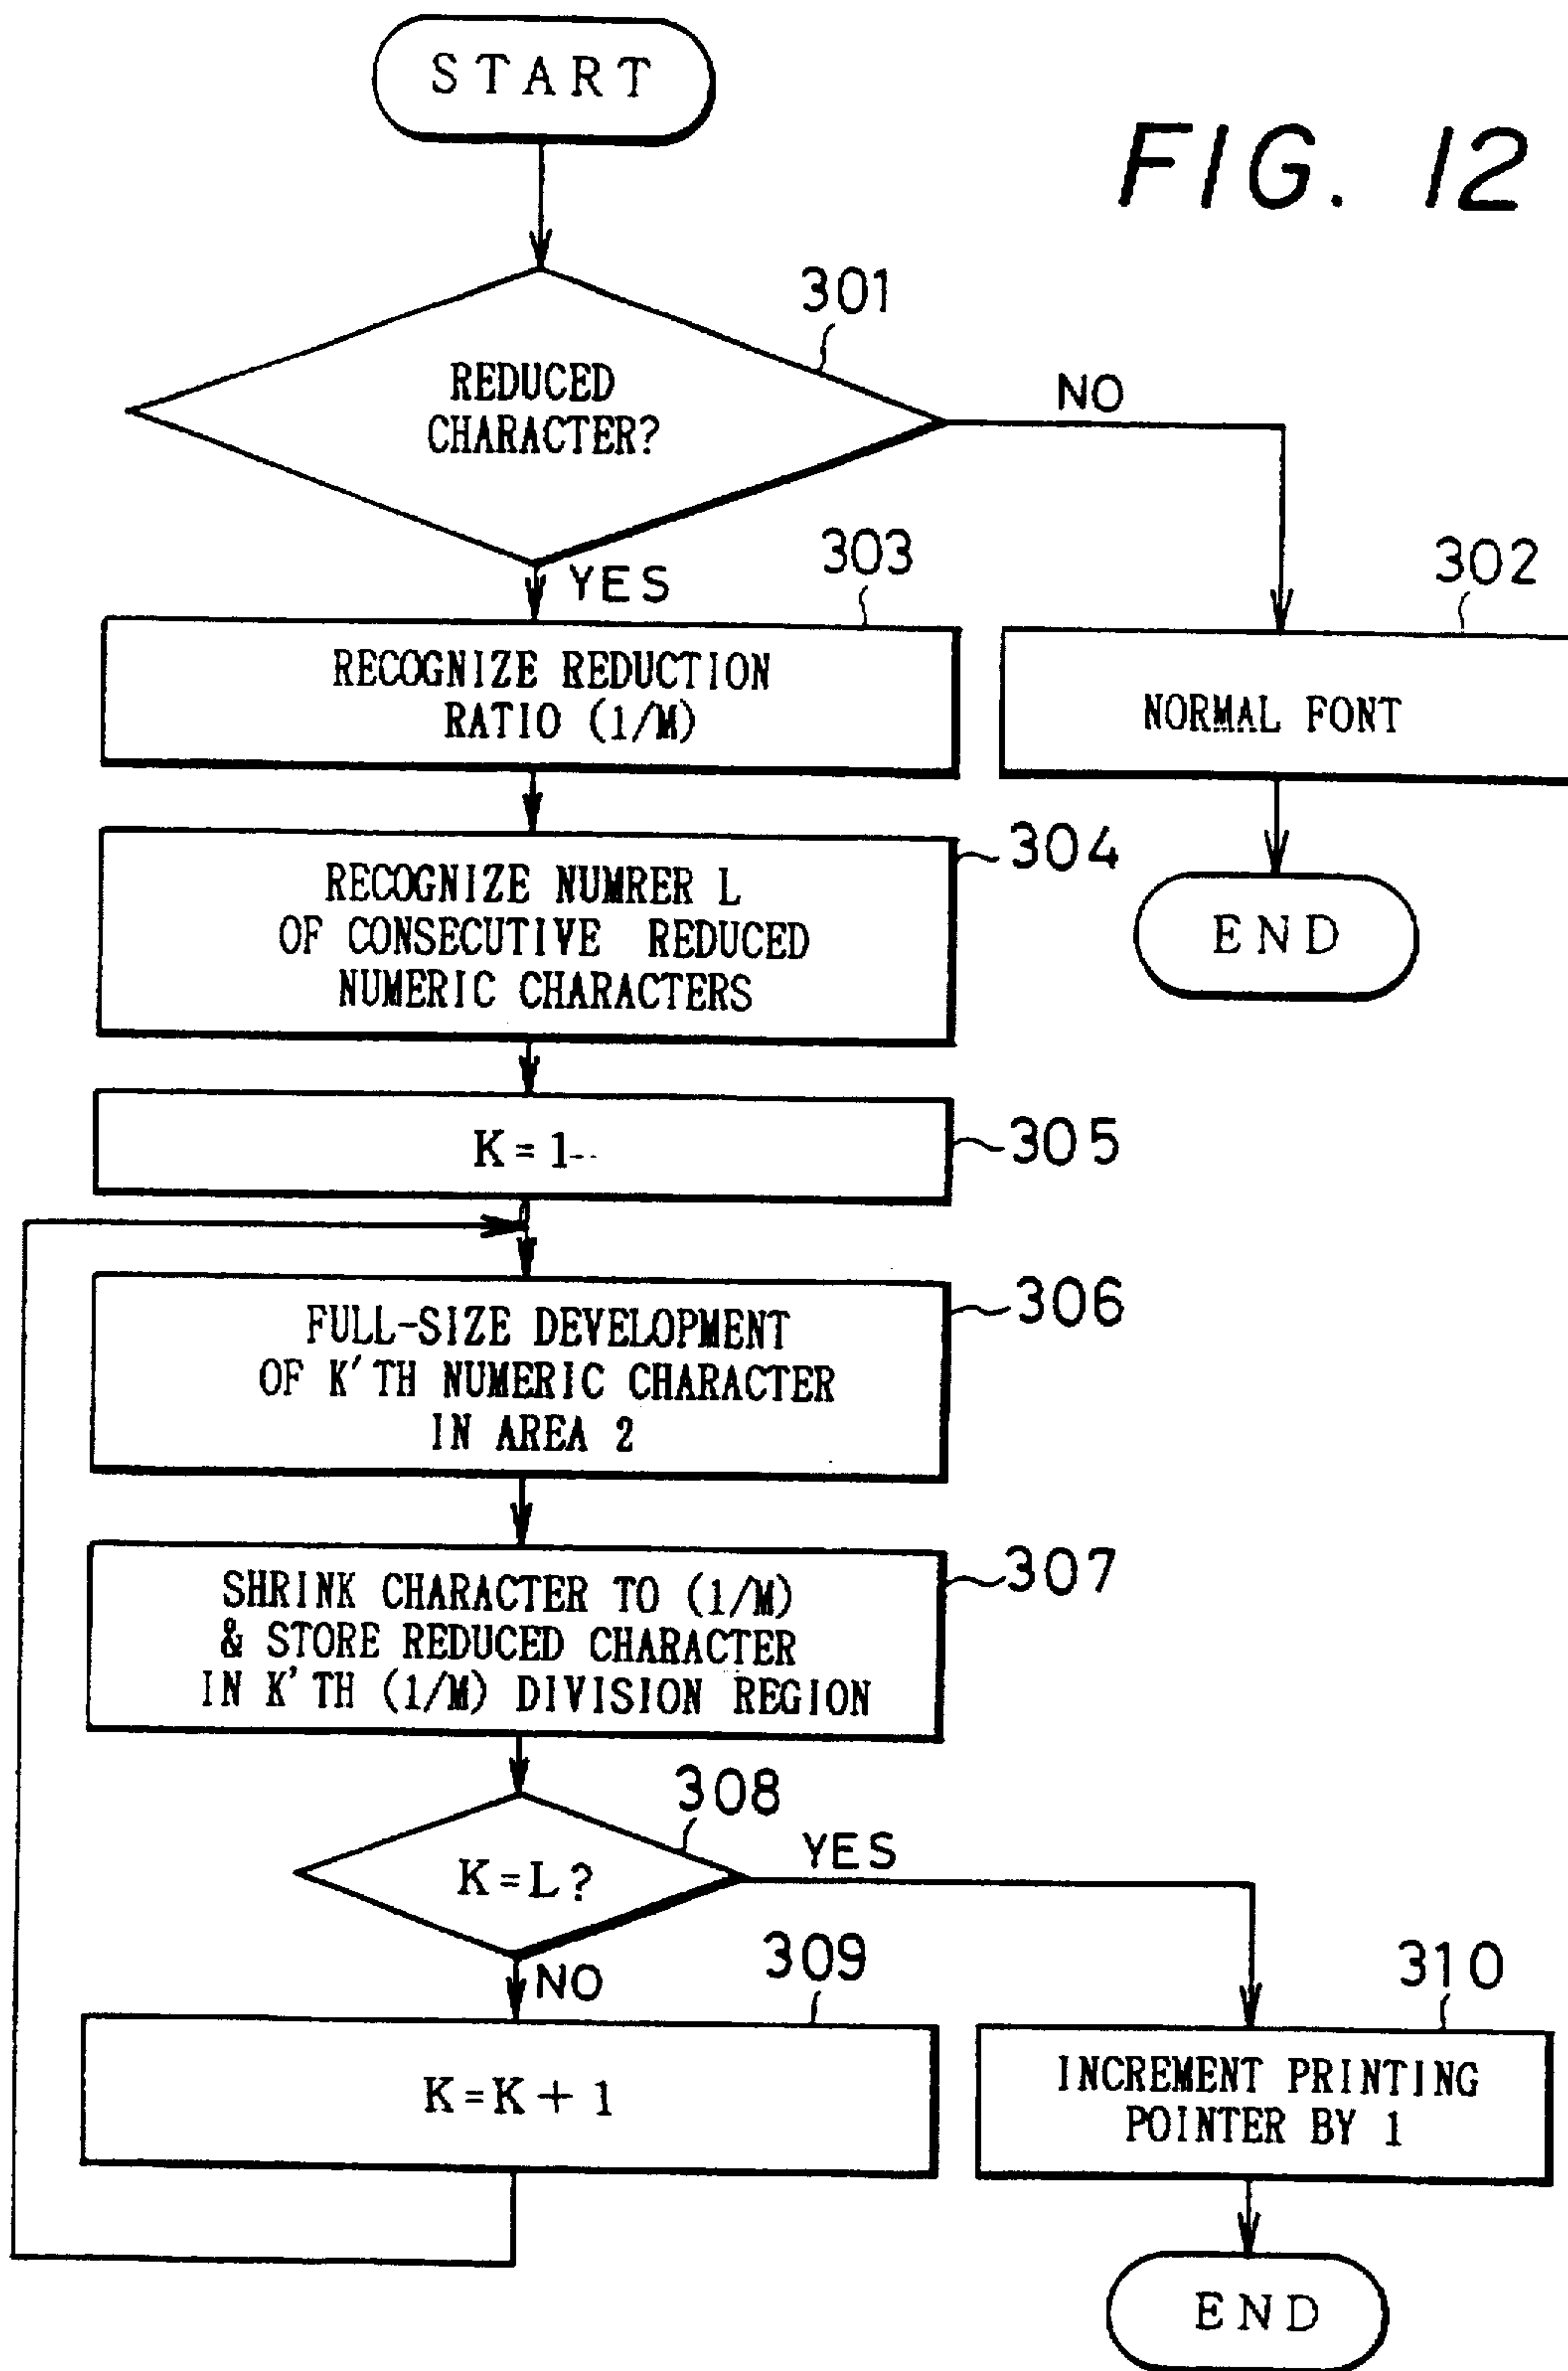 START
FIG. 12
301
REDUCED
CHARACTER?
NO
YES
303
302
RECOGNIZE REDUCTION
RATIO (1/M)
NORMAL FONT
304
RECOGNIZE NUMRER L
OF CONSECUTIVE REDUCED
NUMERIC CHARACTERS
END
K=1
305
306
FULL-SIZE DEVELOPMENT
OF K'TH NUMERIC CHARACTER
IN AREA 2
307
SHRINK CHARACTER TO (1/M)
& STORE REDUCED CHARACTER
IN K'TH (1/M) DIVISION REGION
308
K=L?
YES
NO
309
310
K=K+1
INCREMENT PRINTING
POINTER BY 1
END